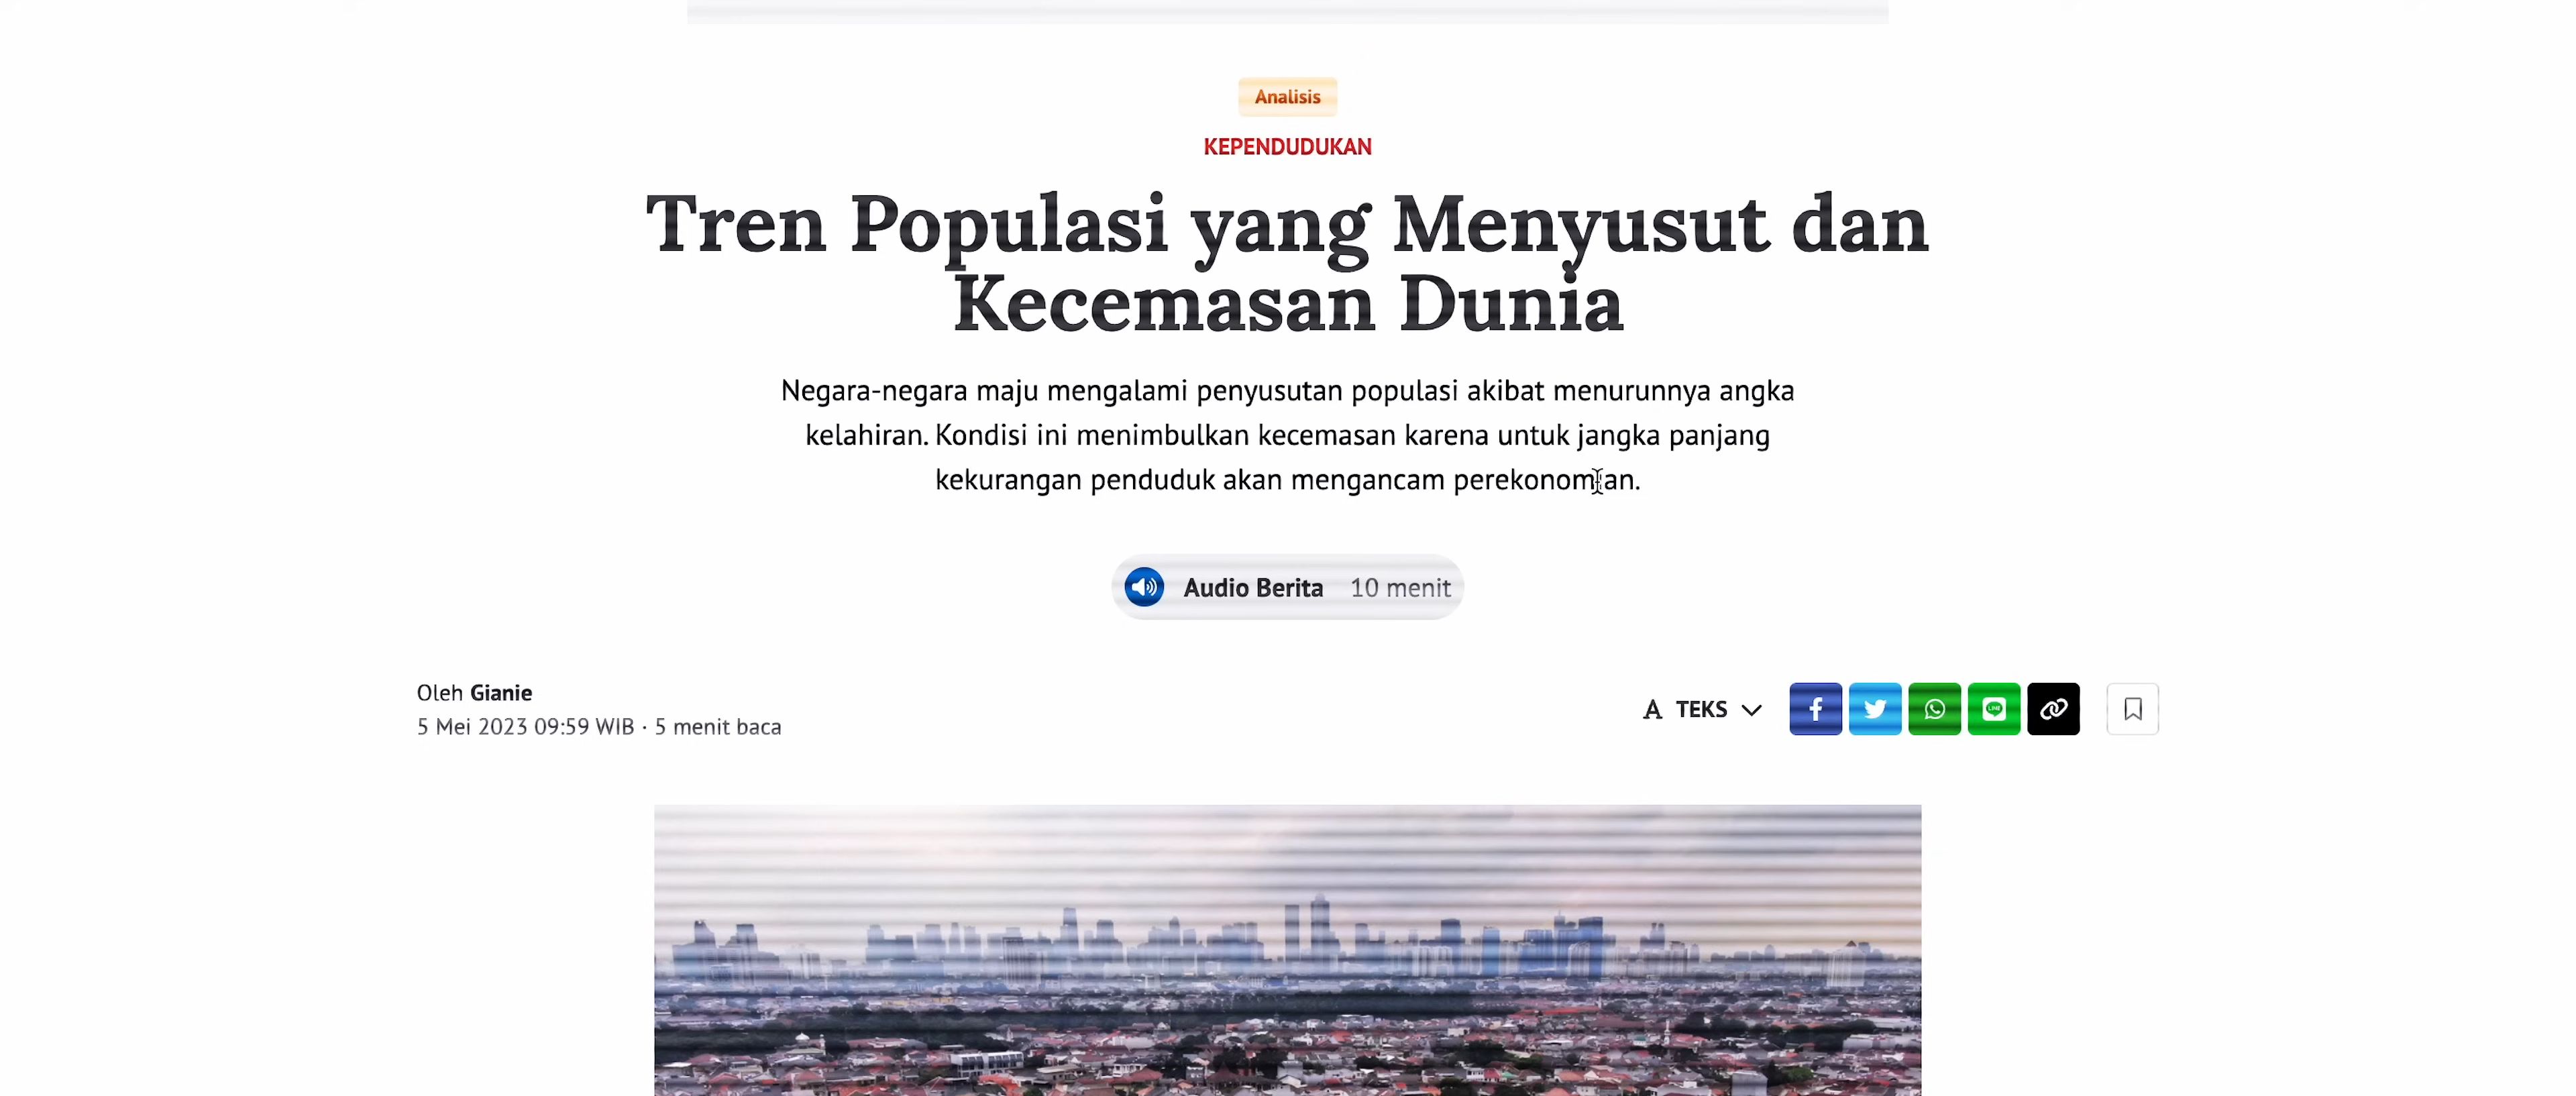 Analisis
KEPENDUDUKAN
Tren Populasi yang Menyusut dan
Kecemasan Dunia
Negara-negara maju mengalami penyusutan populasi akibat menurunnya angka
kelahiran. Kondisi ini menimbulkan kecemasan karena untuk jangka panjang
kekurangan penduduk akan mengancam perekonomian.
Audio Berita 10 menit
Oleh Gianie
5 Mei 2023 09:59 WIB · 5 menit baca
A TEKS